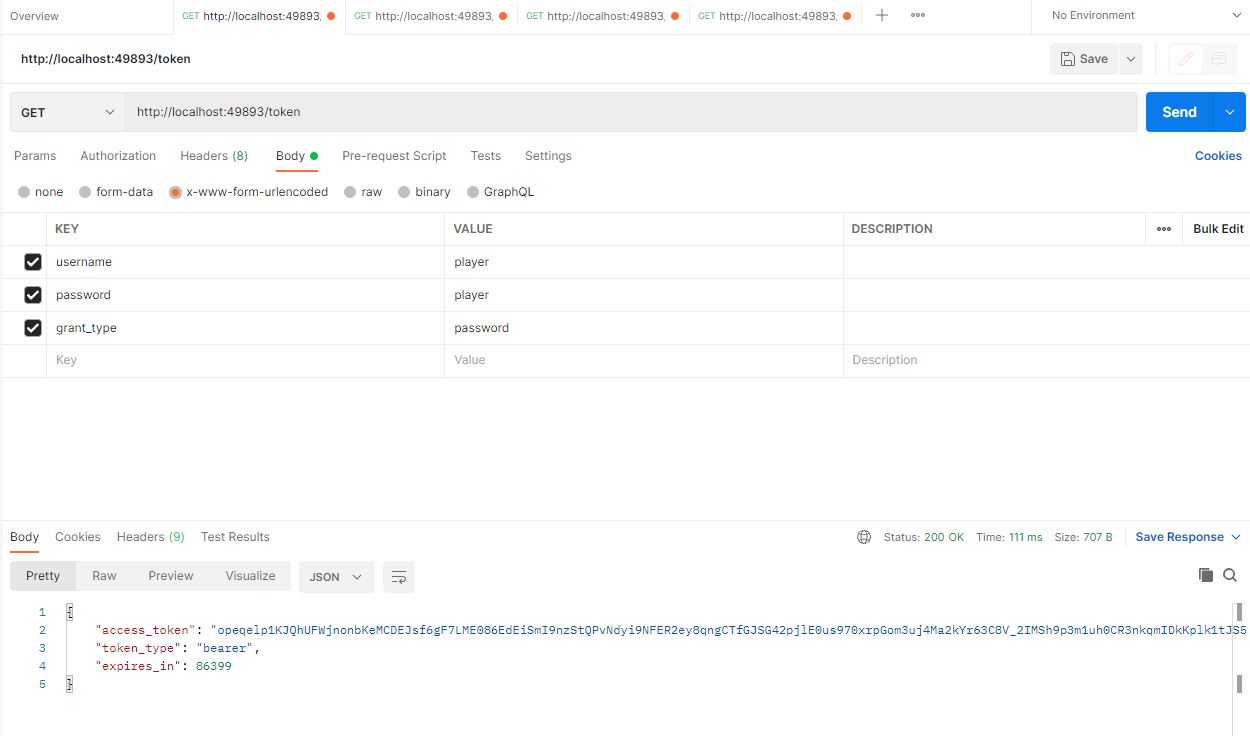 Overview GET http://localhost:49893, GET http://localhost:49893, GET http://localhost:49893, GET http://localhost:49893, No Environment
http://localhost:49893/token Save
GET http://localhost:49893/token Send
Params Authorization Headers (8) Body Pre-request Script Tests Settings Cookies
none form-data x-www-form-urlencoded raw binary GraphQL
KEY VALUE DESCRIPTION Bulk Edit
username player
password player
grant_type password
Key Value Description
Body Cookies Headers (9) Test Results Status: 200 OK Time: 111 ms Size: 707 B Save Response
Pretty Raw Preview Visualize JSON
1 {
2 "access_token": "opeqelp1KJQhUFWjnonbKeMCDEJsf6gF7LME086EdEiSmI9nzStQPvNdyi9NFER2ey8qngCTfGJSG42pjlE0us970xrpGom3uj4Ma2kYr63C8V_2IMSh9p3m1uh0CR3nkqmIDkKplk1tJS5
3 "token_type": "bearer",
4 "expires_in": 86399
5 }